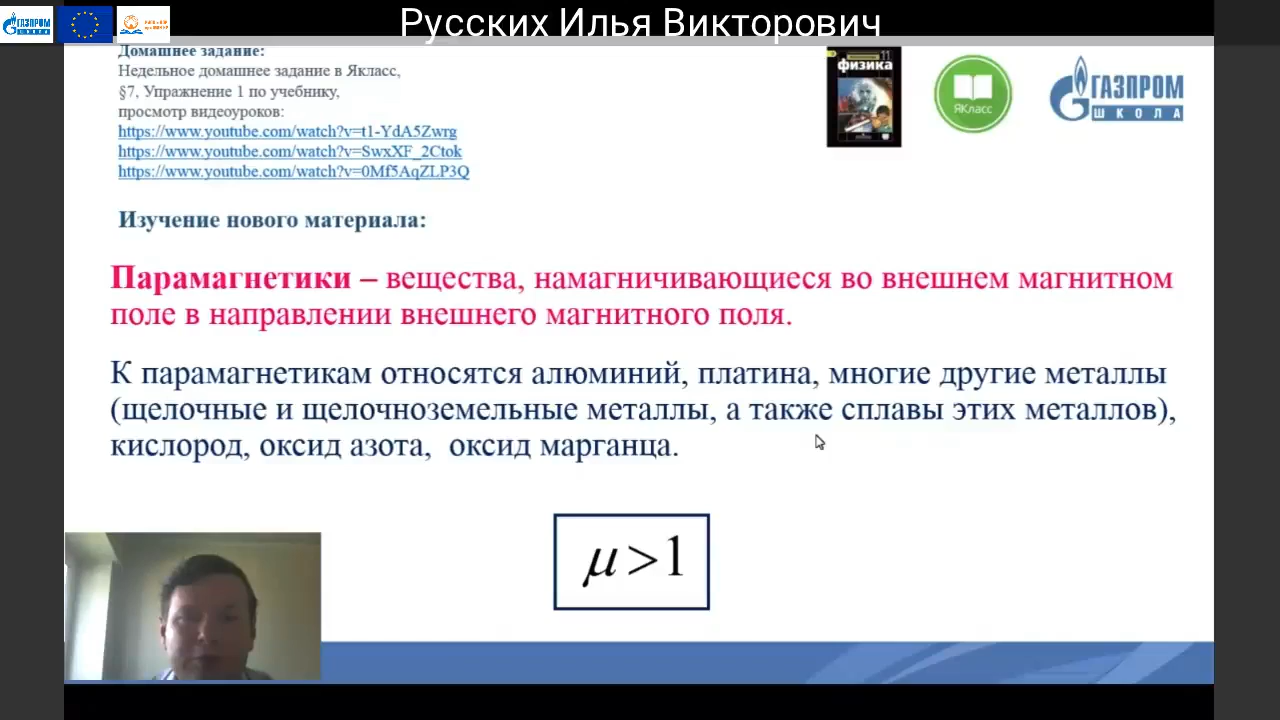 Русских Илья Викторович
ГАЗПРОМ
ШКОЛА
Домашнее задание:
Недельное домашнее задание в Якласс,
§7, Упражнение 1 по учебнику,
просмотр видеоуроков:
https://www.youtube.com/watch?v=t1-YdA5Zwrg
https://www.youtube.com/watch?v=SwxXF_2Ctok
https://www.youtube.com/watch?v=0Mf5AqZLP3Q
физика 11
ЯКласс
ГАЗПРОМ
ШКОЛА
Изучение нового материала:
Парамагнетики – вещества, намагничивающиеся во внешнем магнитном
поле в направлении внешнего магнитного поля.
К парамагнетикам относятся алюминий, платина, многие другие металлы
(щелочные и щелочноземельные металлы, а также сплавы этих металлов),
кислород, оксид азота,  оксид марганца.
μ > 1